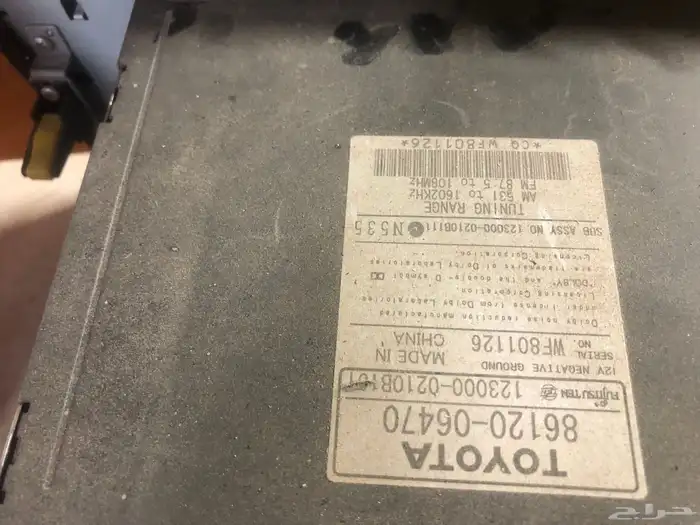 TOYOTA
86120-06470
FUJITSU TEN 123000-0210B101
12V NEGATIVE GROUND
SERIAL NO. WF801126
MADE IN CHINA
Dolby noise reduction manufactured
under license from Dolby Laboratories
Licensing Corporation.
"DOLBY" and the double-D symbol
are trademarks of Dolby Laboratories
Licensing Corporation.
SUB ASSY NO. 123000-0210B111
N535
TUNING RANGE
AM 531 to 1602KHz
FM 87.5 to 108MHz
*CQ WF801126*
حراج